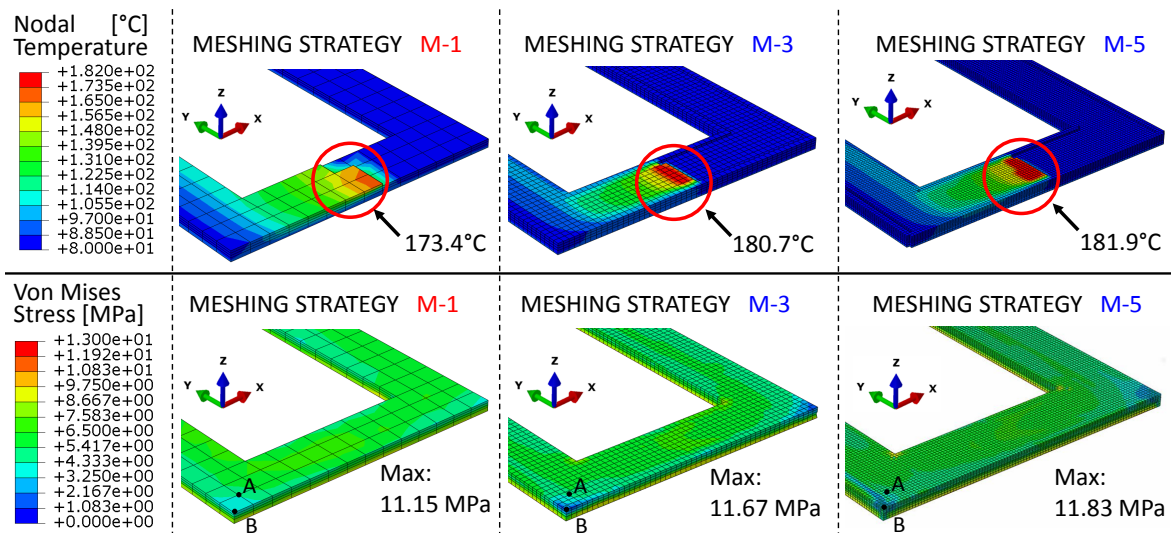 Nodal [°C]
Temperature
+1.820e+02
+1.735e+02
+1.650e+02
+1.565e+02
+1.480e+02
+1.395e+02
+1.310e+02
+1.225e+02
+1.140e+02
+1.055e+02
+9.700e+01
+8.850e+01
+8.000e+01
MESHING STRATEGY M-1
Z
Y
X
173.4°C
MESHING STRATEGY M-3
Z
Y
X
180.7°C
MESHING STRATEGY M-5
Z
Y
X
181.9°C
Von Mises
Stress [MPa]
+1.300e+01
+1.192e+01
+1.083e+01
+9.750e+00
+8.667e+00
+7.583e+00
+6.500e+00
+5.417e+00
+4.333e+00
+3.250e+00
+2.167e+00
+1.083e+00
+0.000e+00
MESHING STRATEGY M-1
Z
Y
X
A
B
Max:
11.15 MPa
MESHING STRATEGY M-3
Z
Y
X
A
B
Max:
11.67 MPa
MESHING STRATEGY M-5
Z
Y
X
A
B
Max:
11.83 MPa